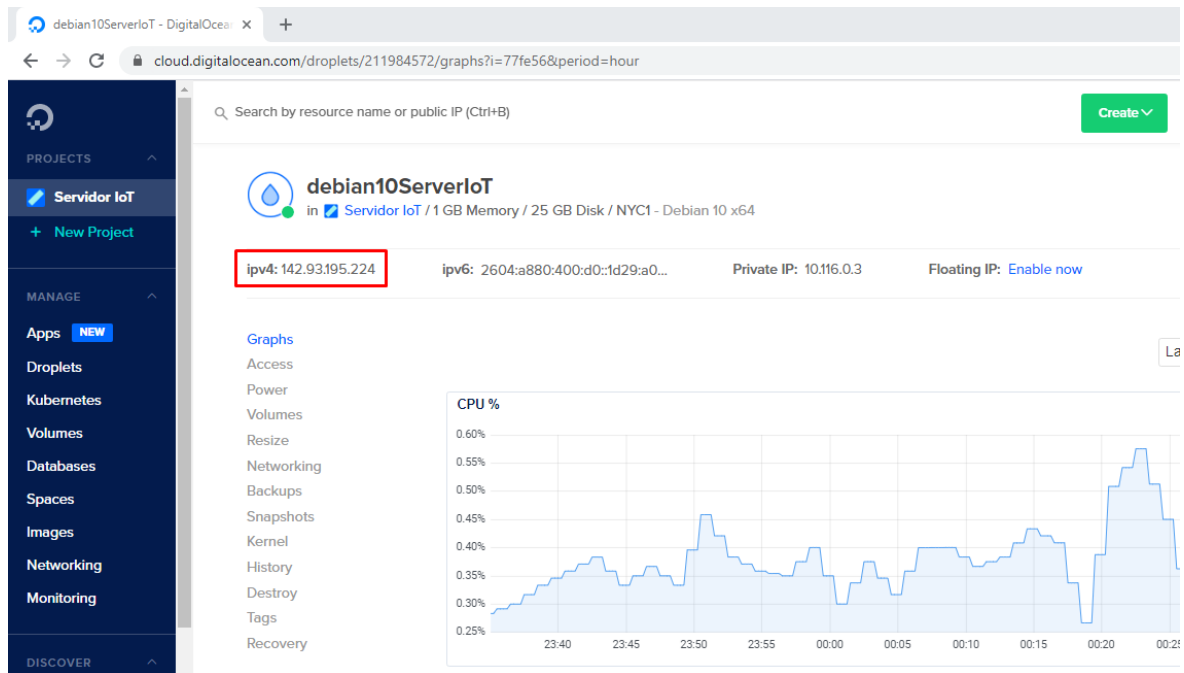 debian10ServerIoT - DigitalOcea
cloud.digitalocean.com/droplets/211984572/graphs?i=77fe56&period=hour
Search by resource name or public IP (Ctrl+B)
Create
PROJECTS
Servidor IoT
+ New Project
MANAGE
Apps NEW
Droplets
Kubernetes
Volumes
Databases
Spaces
Images
Networking
Monitoring
DISCOVER
debian10ServerIoT
in Servidor IoT / 1 GB Memory / 25 GB Disk / NYC1 - Debian 10 x64
ipv4: 142.93.195.224 ipv6: 2604:a880:400:d0::1d29:a0... Private IP: 10.116.0.3 Floating IP: Enable now
Graphs
Access
Power
Volumes
Resize
Networking
Backups
Snapshots
Kernel
History
Destroy
Tags
Recovery
La
CPU %
0.60%
0.55%
0.50%
0.45%
0.40%
0.35%
0.30%
0.25%
23:40 23:45 23:50 23:55 00:00 00:05 00:10 00:15 00:20 00:25